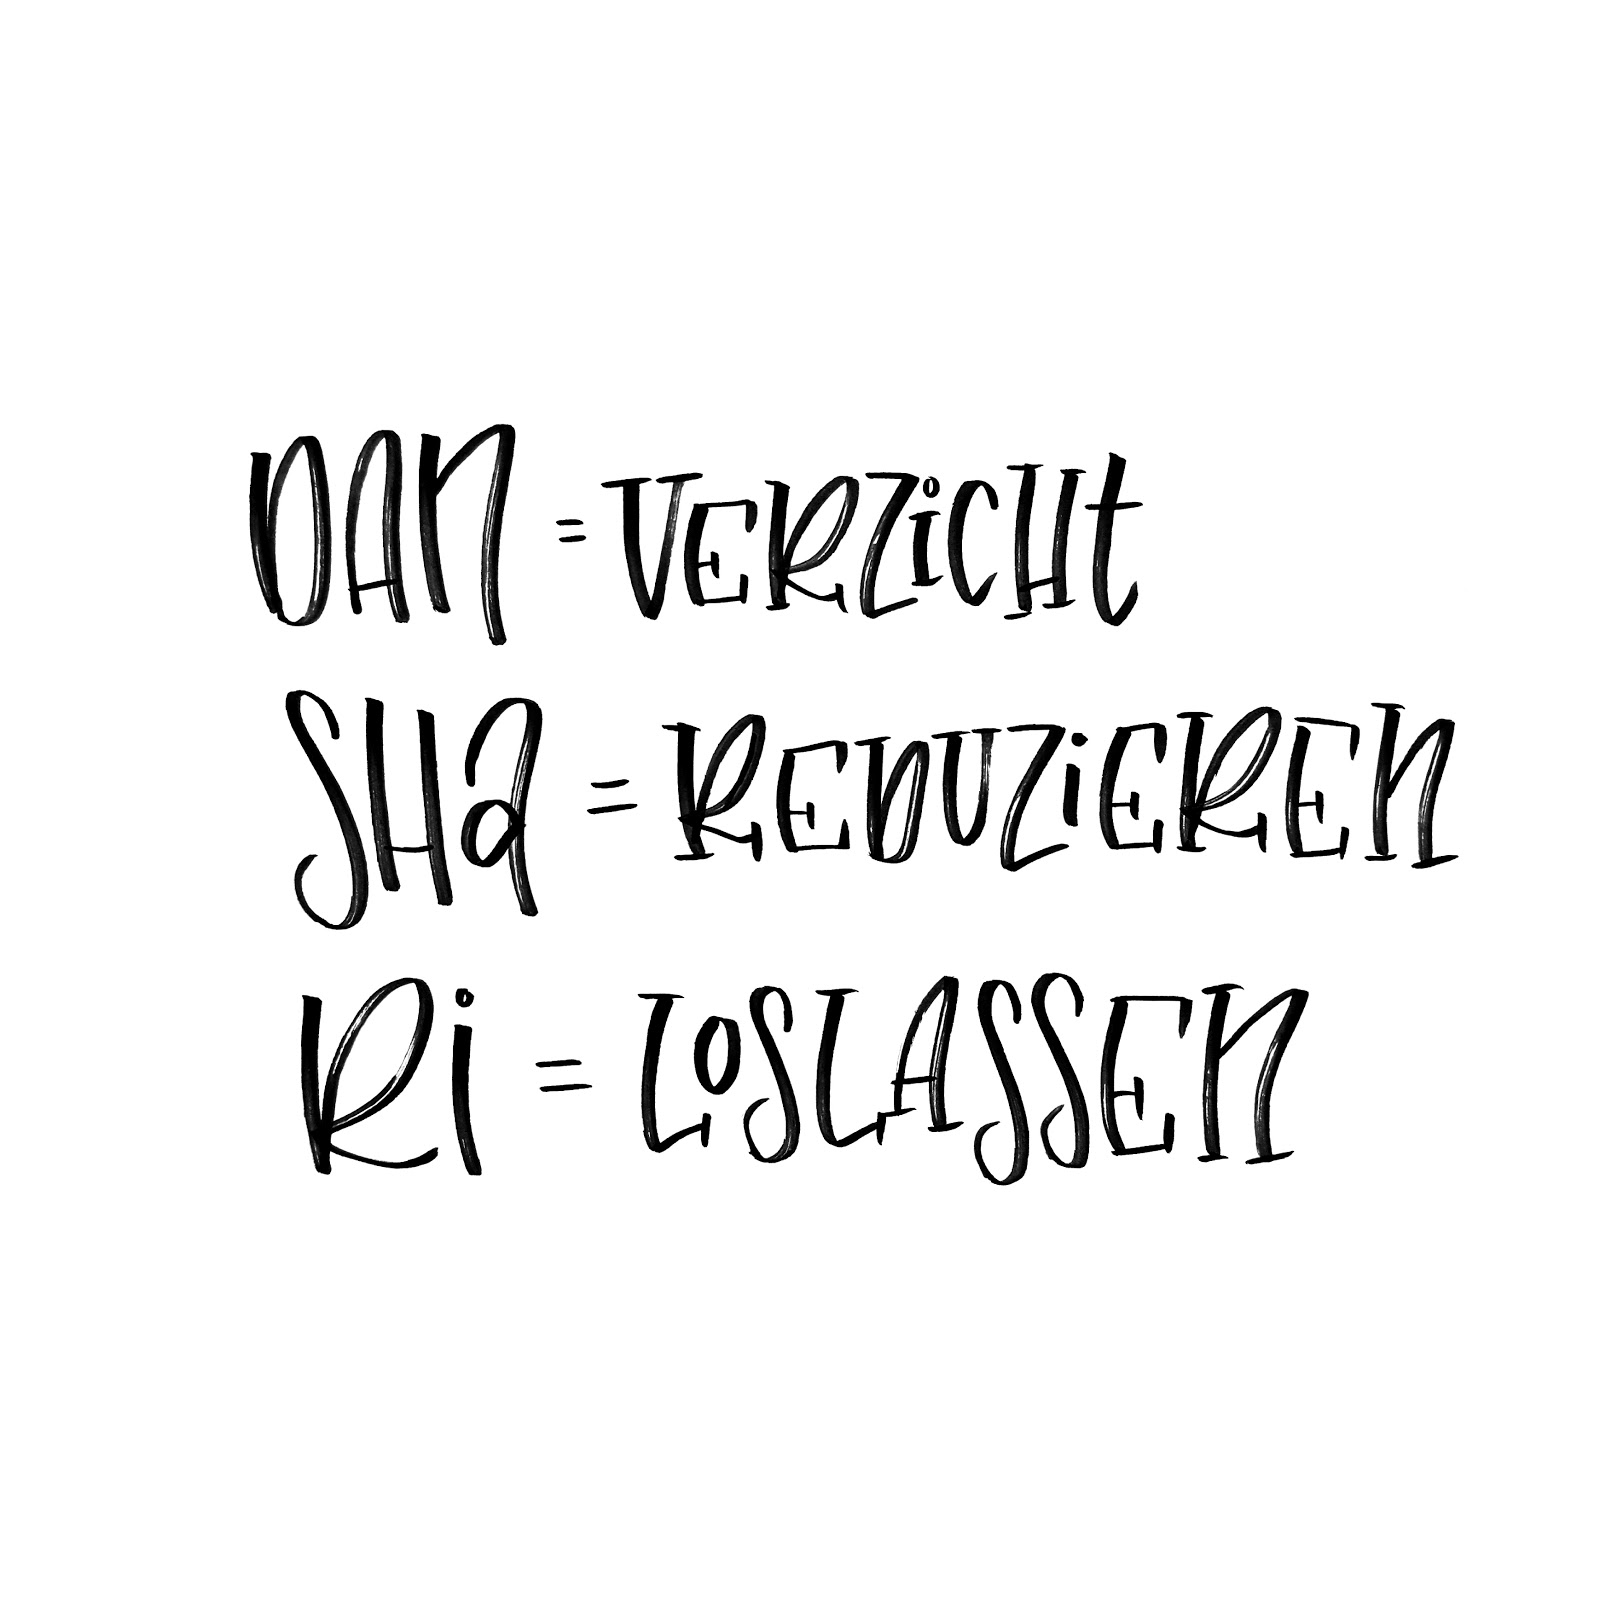 DAN = VERZiCHt
SHa = REDUZiEREN
Ri = LOSLASSEN